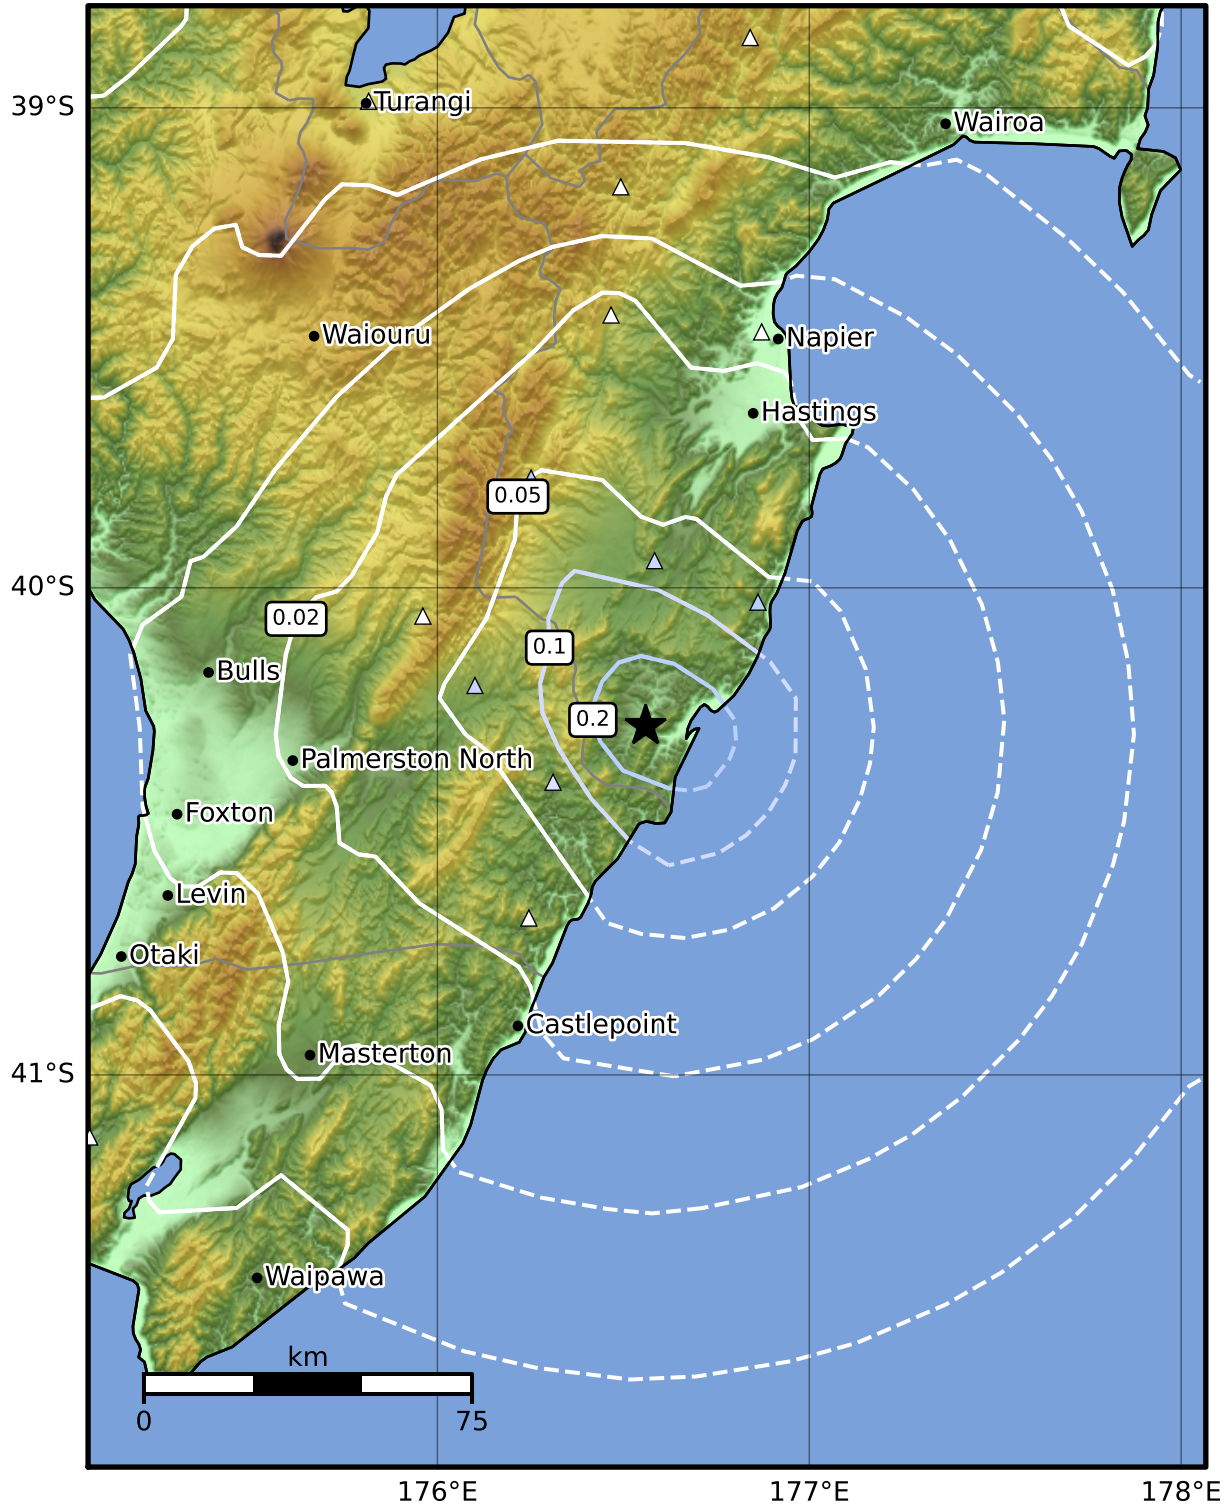 39°S
Turangi
Wairoa
Waiouru
Napier
Hastings
0.05
40°S
0.02
0.1
Bulls
0.2
Palmerston North
Foxton
Levin
Otaki
Castlepoint
Masterton
41°S
Waipawa
km
0 75
176°E 177°E 178°E